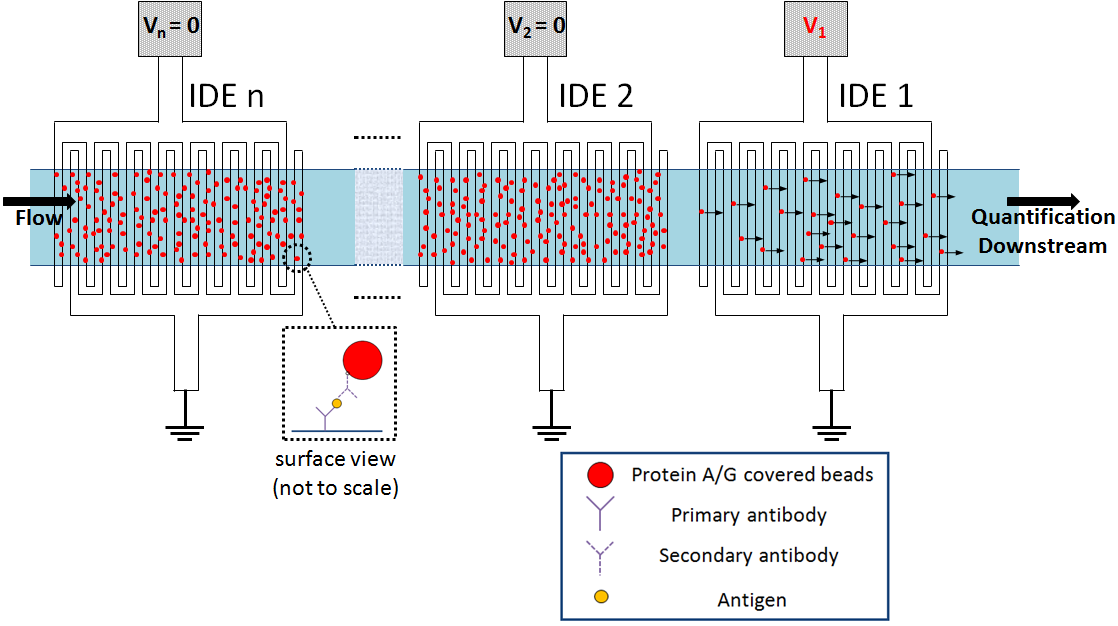 Vn = 0
V2 = 0
V1
IDE n
IDE 2
IDE 1
Flow
Quantification
Downstream
surface view
(not to scale)
Protein A/G covered beads
Primary antibody
Secondary antibody
Antigen